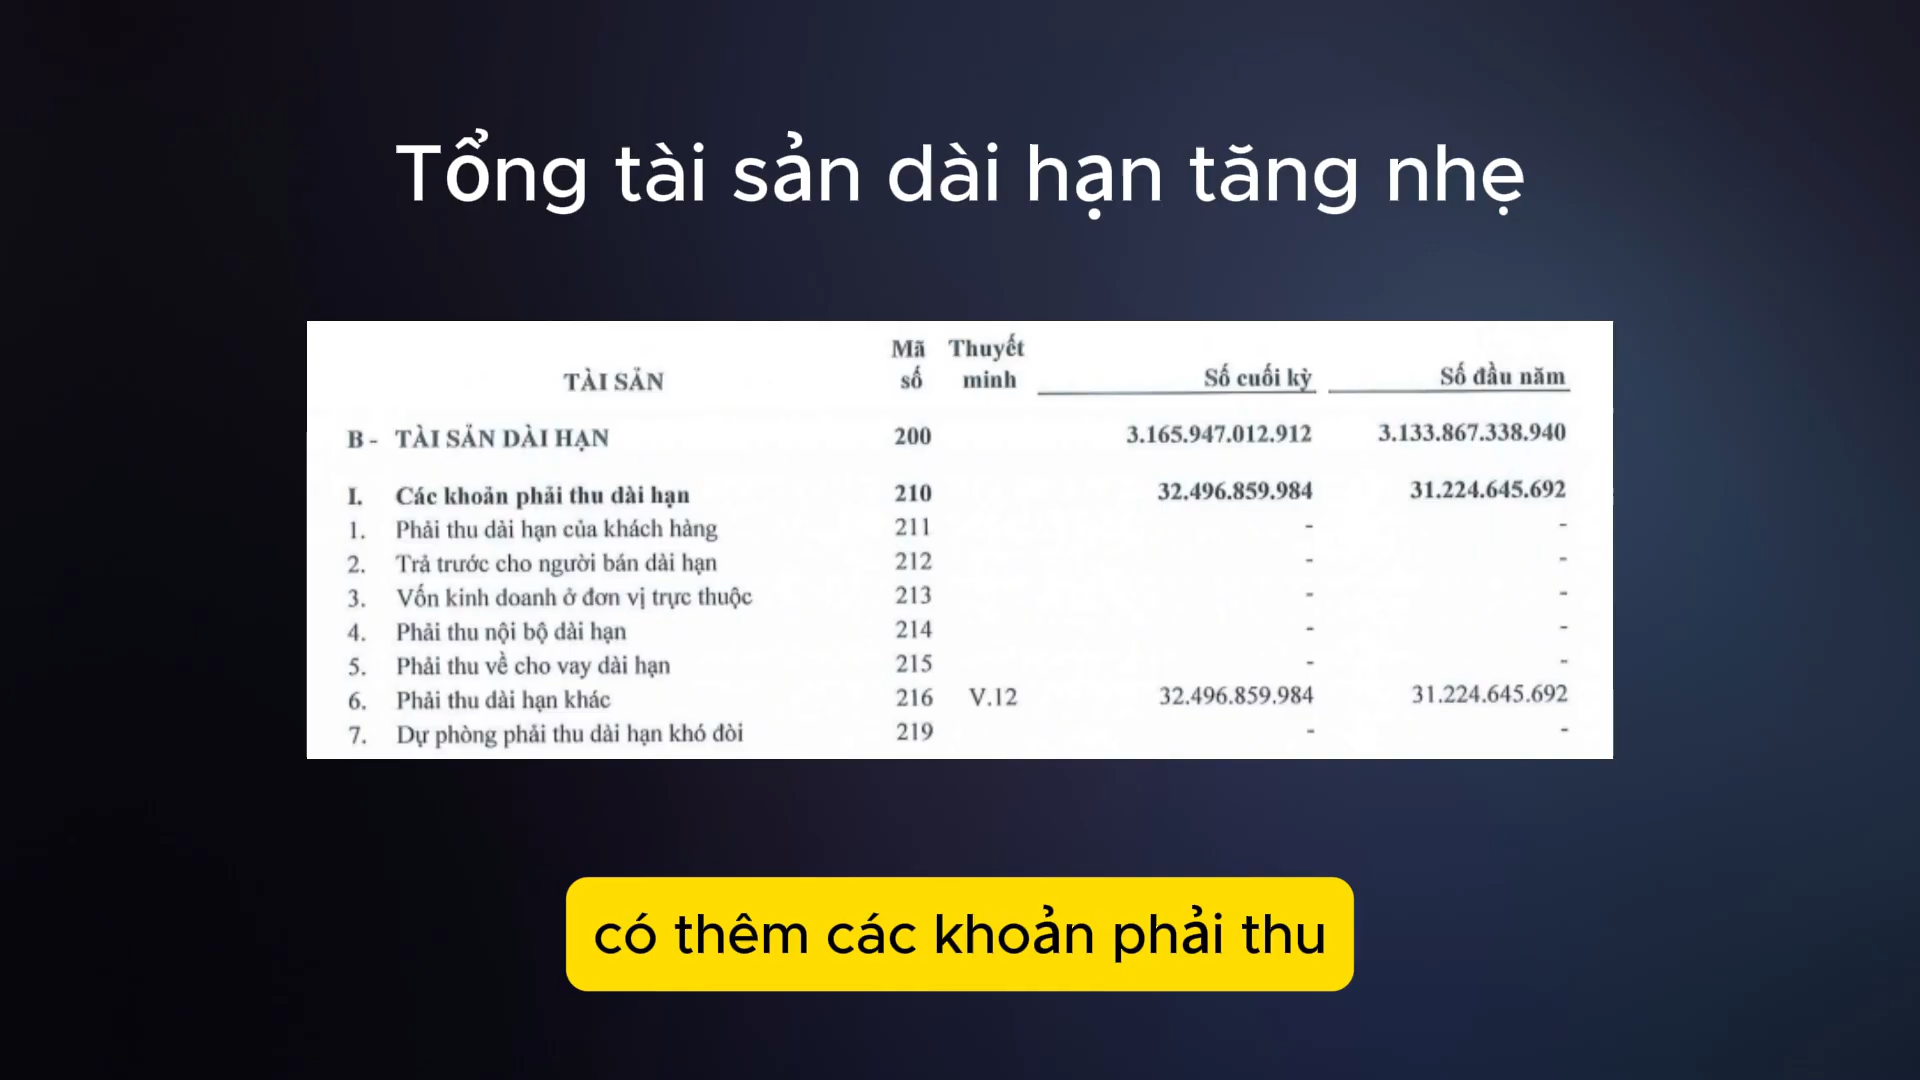 Tổng tài sản dài hạn tăng nhẹ
TÀI SẢN Mã số Thuyết minh Số cuối kỳ Số đầu năm
B - TÀI SẢN DÀI HẠN 200 3.165.947.012.912 3.133.867.338.940
I. Các khoản phải thu dài hạn 210 32.496.859.984 31.224.645.692
1. Phải thu dài hạn của khách hàng 211 - -
2. Trả trước cho người bán dài hạn 212 - -
3. Vốn kinh doanh ở đơn vị trực thuộc 213 - -
4. Phải thu nội bộ dài hạn 214 - -
5. Phải thu về cho vay dài hạn 215 - -
6. Phải thu dài hạn khác 216 V.12 32.496.859.984 31.224.645.692
7. Dự phòng phải thu dài hạn khó đòi 219 - -
có thêm các khoản phải thu